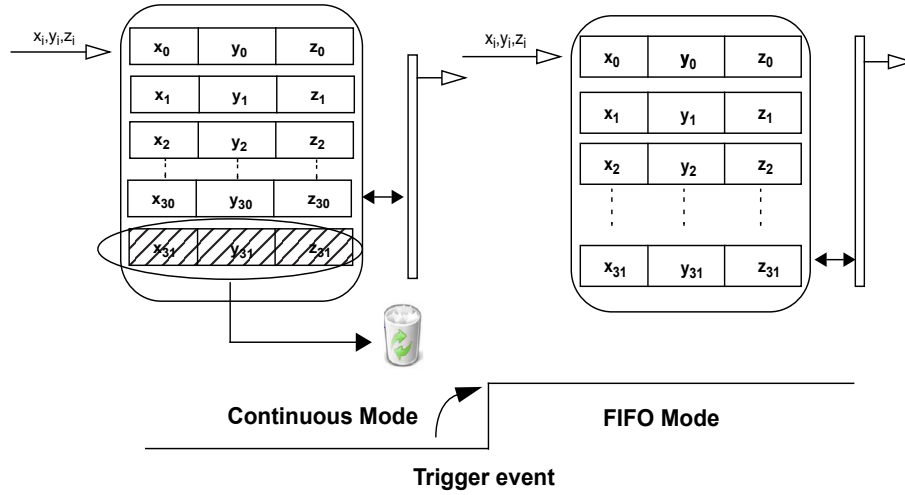 xi,yi,zi
x0 y0 z0
x1 y1 z1
x2 y2 z2
x30 y30 z30
x31 y31 z31
xi,yi,zi
x0 y0 z0
x1 y1 z1
x2 y2 z2
x31 y31 z31
Continuous Mode
FIFO Mode
Trigger event